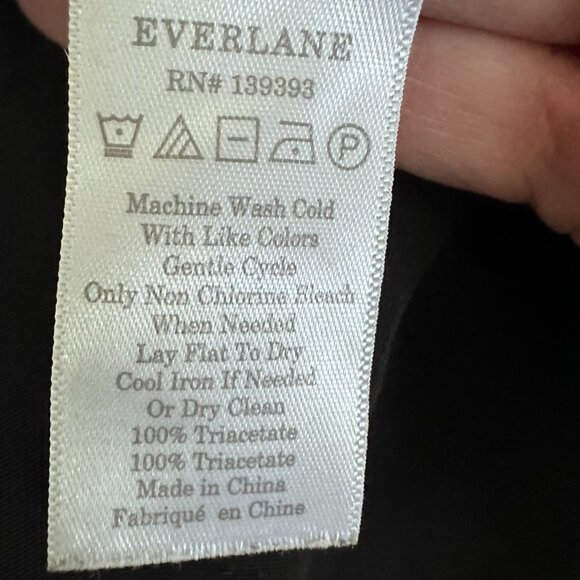 EVERLANE
RN# 139393
P
Machine Wash Cold
With Like Colors
Gentle Cycle
Only Non Chlorine Bleach
When Needed
Lay Flat To Dry
Cool Iron If Needed
Or Dry Clean
100% Triacetate
100% Triacetate
Made in China
Fabriqué en Chine